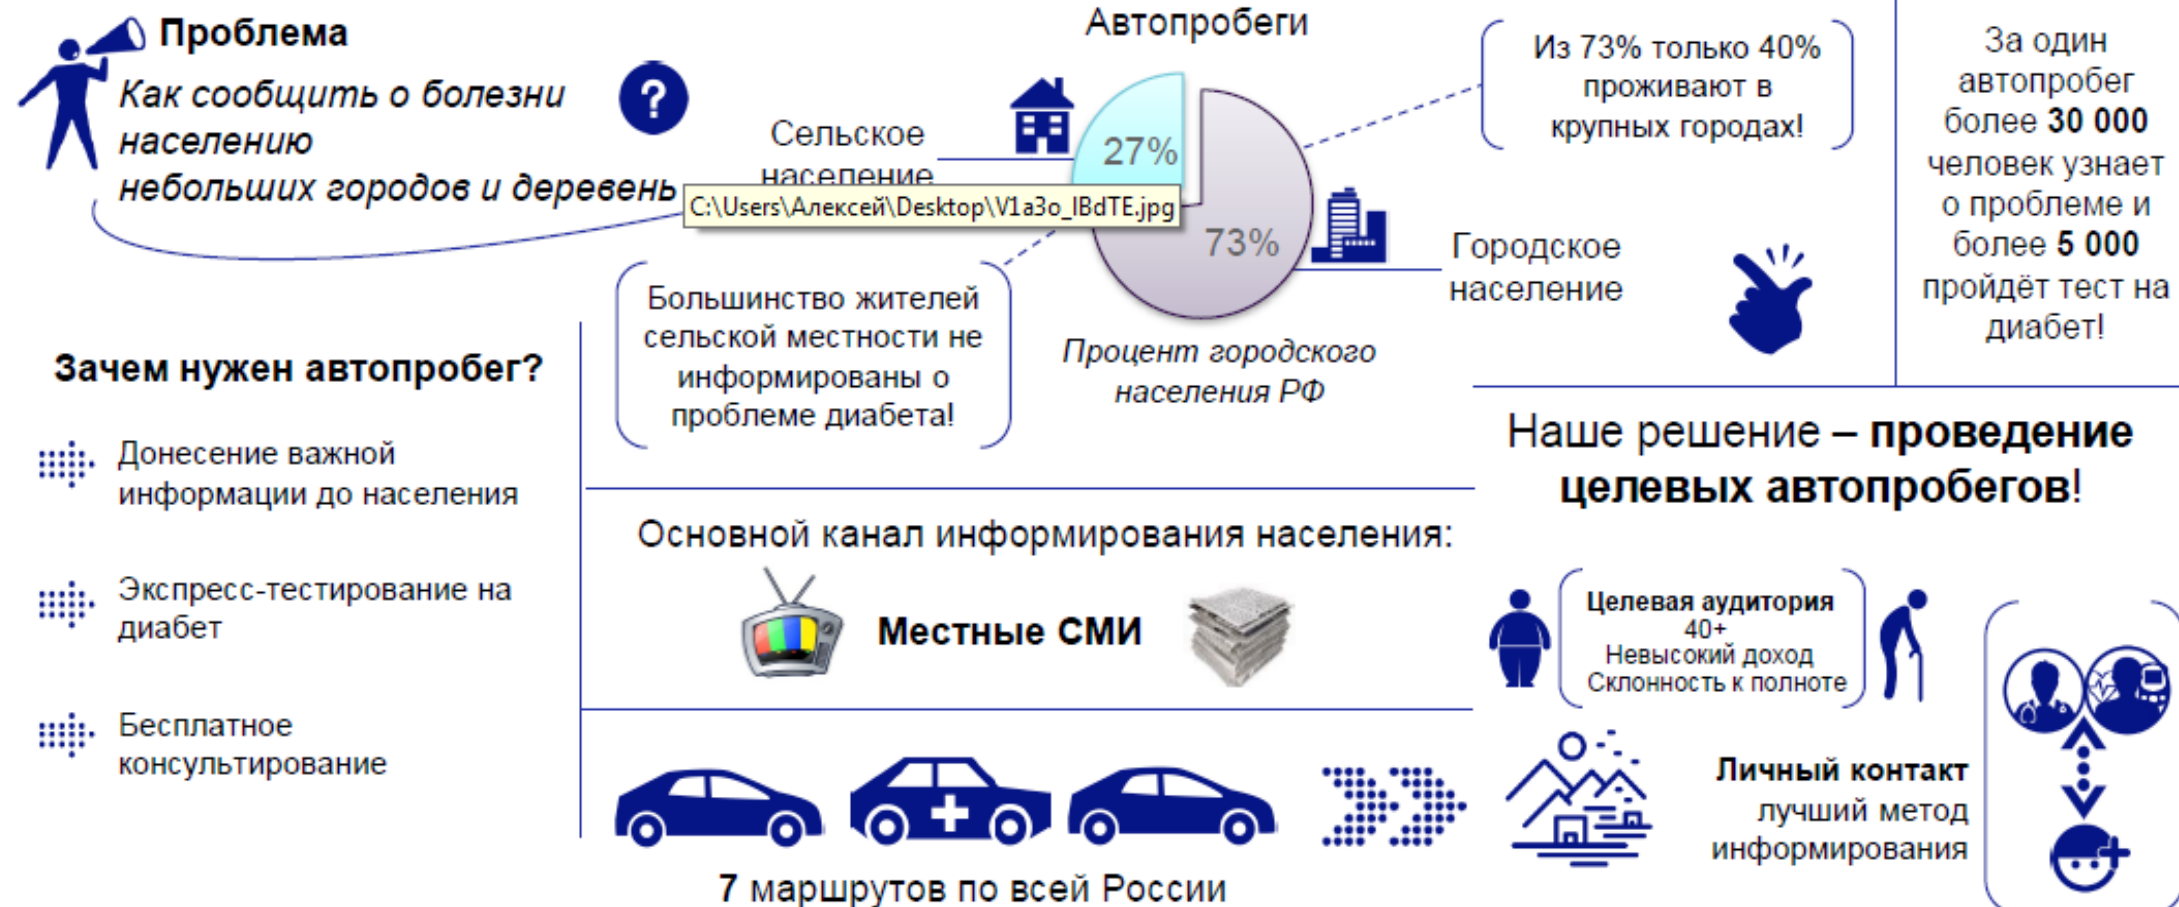 Проблема
Как сообщить о болезни
населению
небольших городов и деревень
?
Автопробеги
Сельское
население
27%
73%
C:\Users\Алексей\Desktop\V1a3o_IBdTE.jpg
Городское
население
Процент городского
населения РФ
Из 73% только 40%
проживают в
крупных городах!
За один
автопробег
более 30 000
человек узнает
о проблеме и
более 5 000
пройдёт тест на
диабет!
Большинство жителей
сельской местности не
информированы о
проблеме диабета!
Зачем нужен автопробег?
Донесение важной
информации до населения
Экспресс-тестирование на
диабет
Бесплатное
консультирование
Основной канал информирования населения:
Местные СМИ
7 маршрутов по всей России
Наше решение – проведение
целевых автопробегов!
Целевая аудитория
40+
Невысокий доход
Склонность к полноте
Личный контакт
лучший метод
информирования